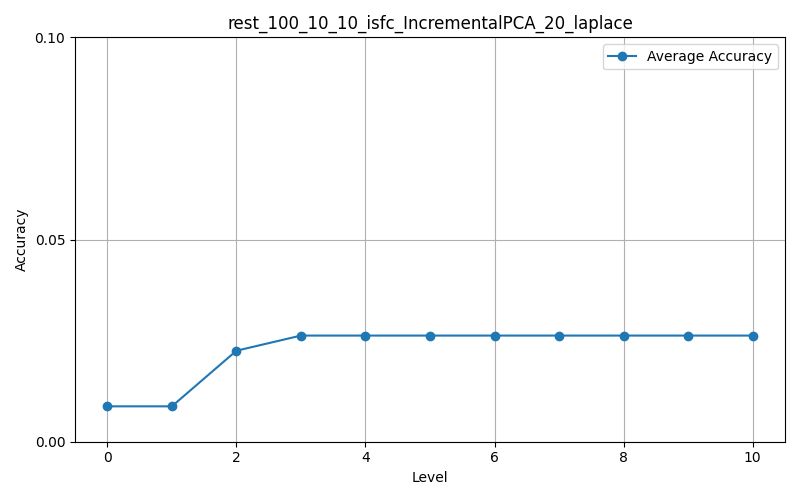 rest_100_10_10_isfc_IncrementalPCA_20_laplace
Average Accuracy
0.10
0.05
0.00
Accuracy
0 2 4 6 8 10
Level